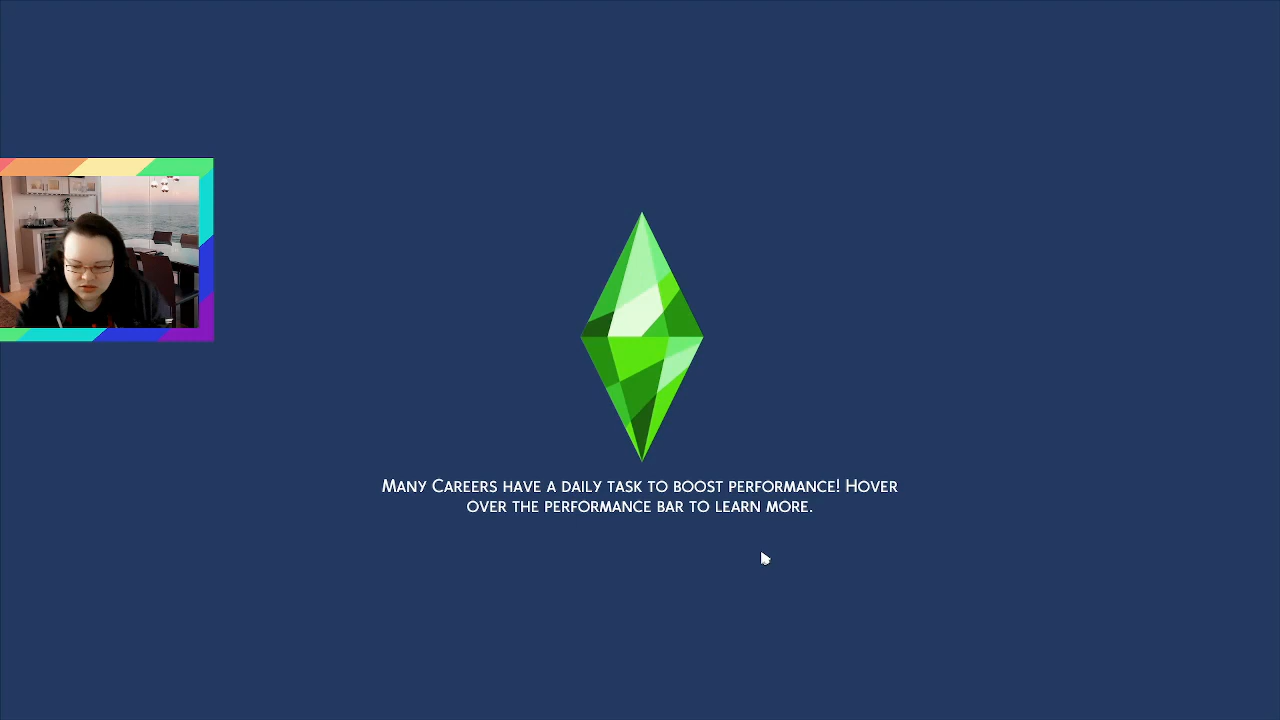 Many Careers have a daily task to boost performance! Hover
over the performance bar to learn more.